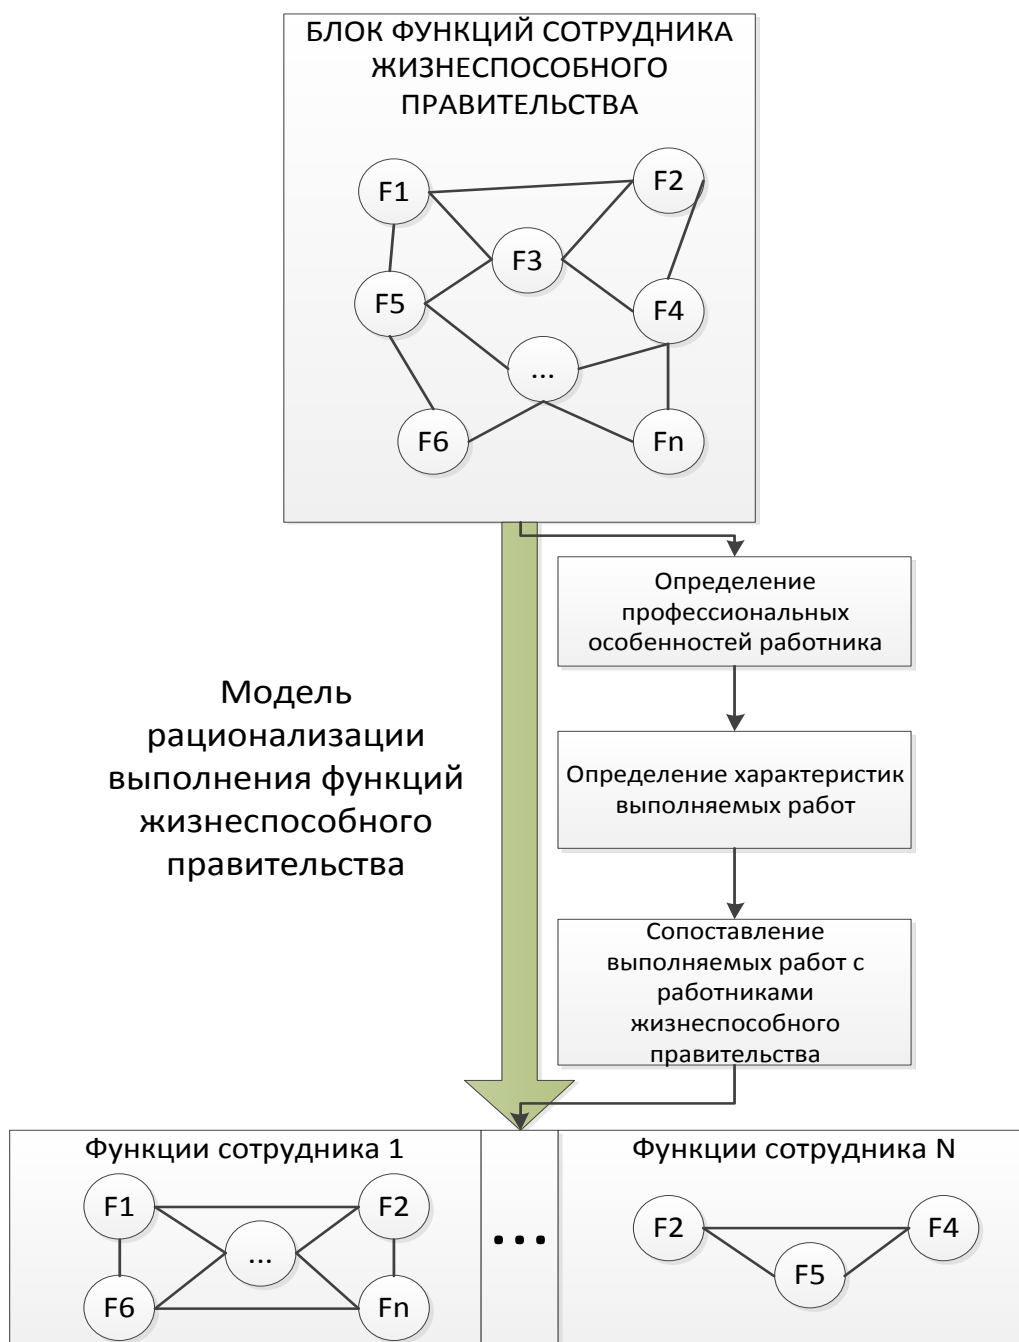 БЛОК ФУНКЦИЙ СОТРУДНИКА
ЖИЗНЕСПОСОБНОГО
ПРАВИТЕЛЬСТВА
F1
F2
F3
F5
F4
...
F6
Fn
Определение
профессиональных
особенностей работника
Модель
рационализации
выполнения функций
жизнеспособного
правительства
Определение характеристик
выполняемых работ
Сопоставление
выполняемых работ с
работниками
жизнеспособного
правительства
Функции сотрудника 1
F1
F2
...
F6
Fn
...
Функции сотрудника N
F2
F4
F5